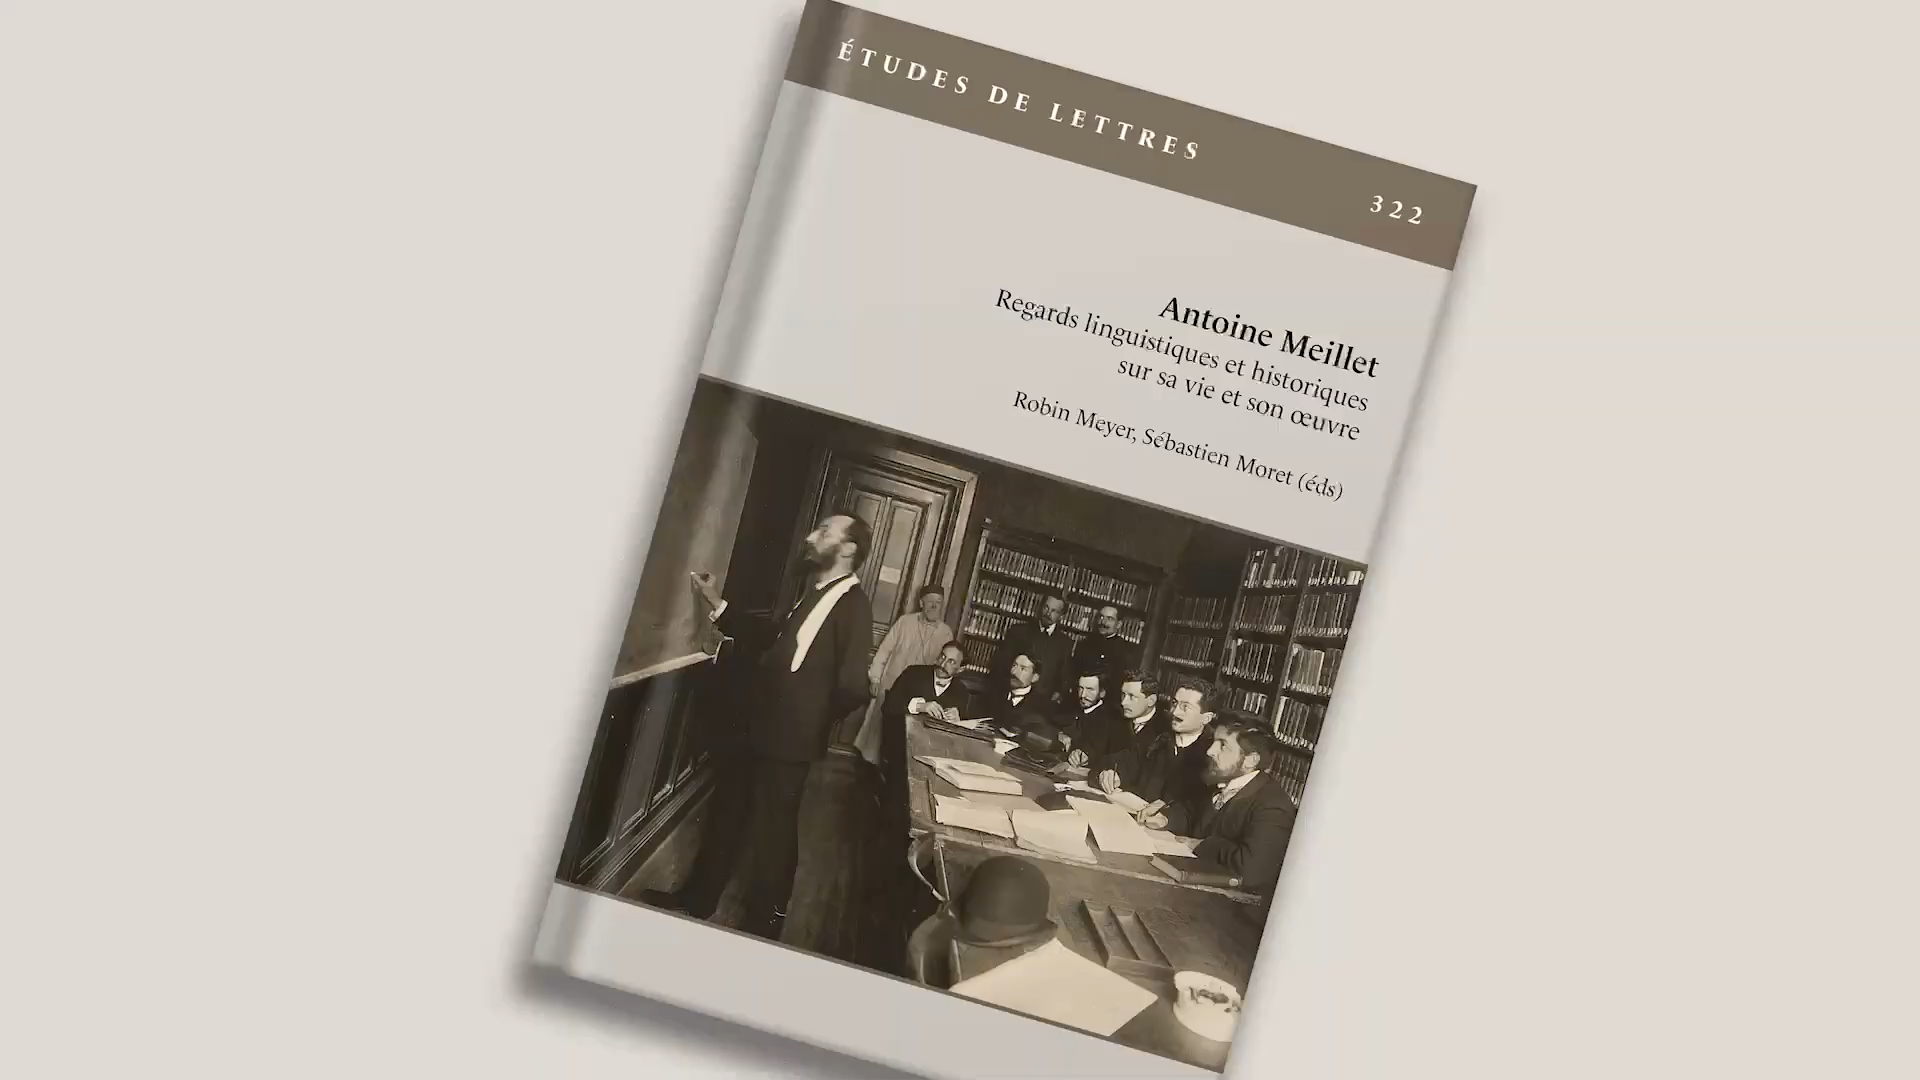 ÉTUDES DE LETTRES
322
Antoine Meillet
Regards linguistiques et historiques
sur sa vie et son œuvre
Robin Meyer, Sébastien Moret (éds)